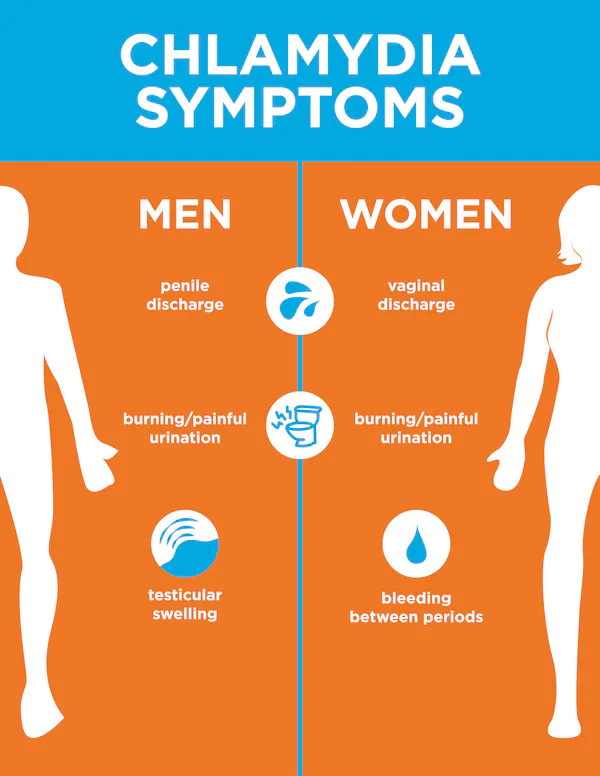 CHLAMYDIA
SYMPTOMS
MEN
WOMEN
penile
discharge
vaginal
discharge
burning/painful
urination
burning/painful
urination
testicular
swelling
bleeding
between periods